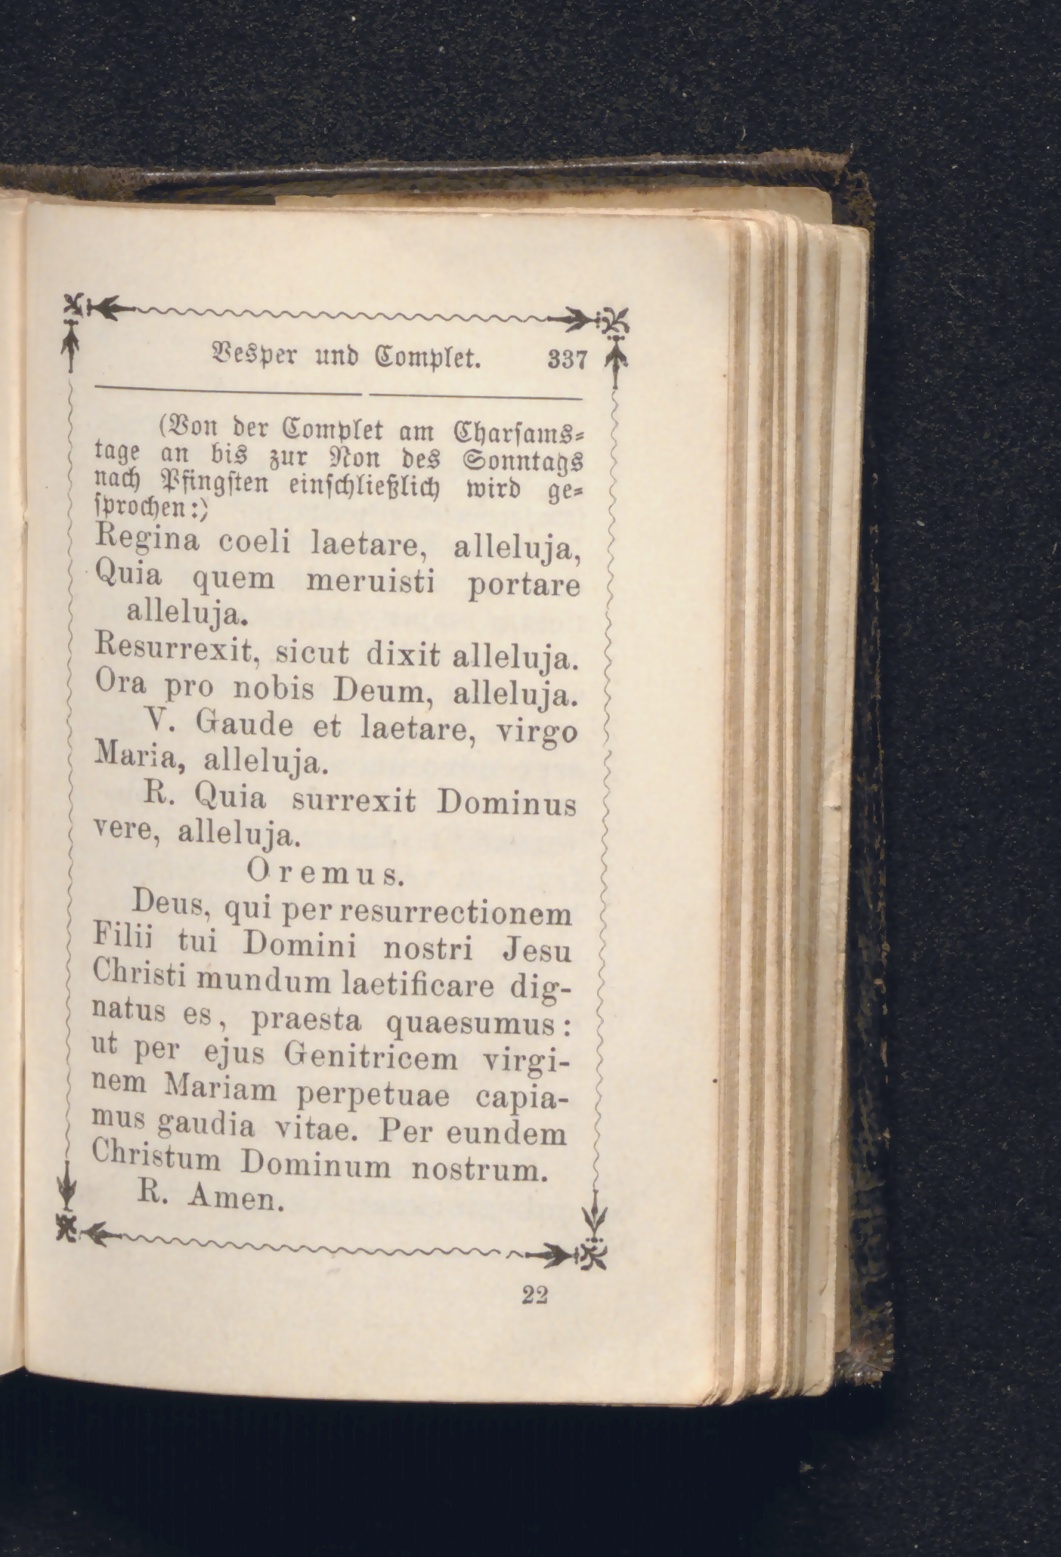 Vesper und Complet. 337
(Von der Complet am Charsams-
tage an bis zur Non des Sonntags
nach Pfingsten einschließlich wird ge-
sprochen:)
Regina coeli laetare, alleluja,
Quia quem meruisti portare
alleluja.
Resurrexit, sicut dixit alleluja.
Ora pro nobis Deum, alleluja.
V. Gaude et laetare, virgo
Maria, alleluja.
R. Quia surrexit Dominus
vere, alleluja.
Oremus.
Deus, qui per resurrectionem
Filii tui Domini nostri Jesu
Christi mundum laetificare dig-
natus es, praesta quaesumus:
ut per ejus Genitricem virgi-
nem Mariam perpetuae capia-
mus gaudia vitae. Per eundem
Christum Dominum nostrum.
R. Amen.
22